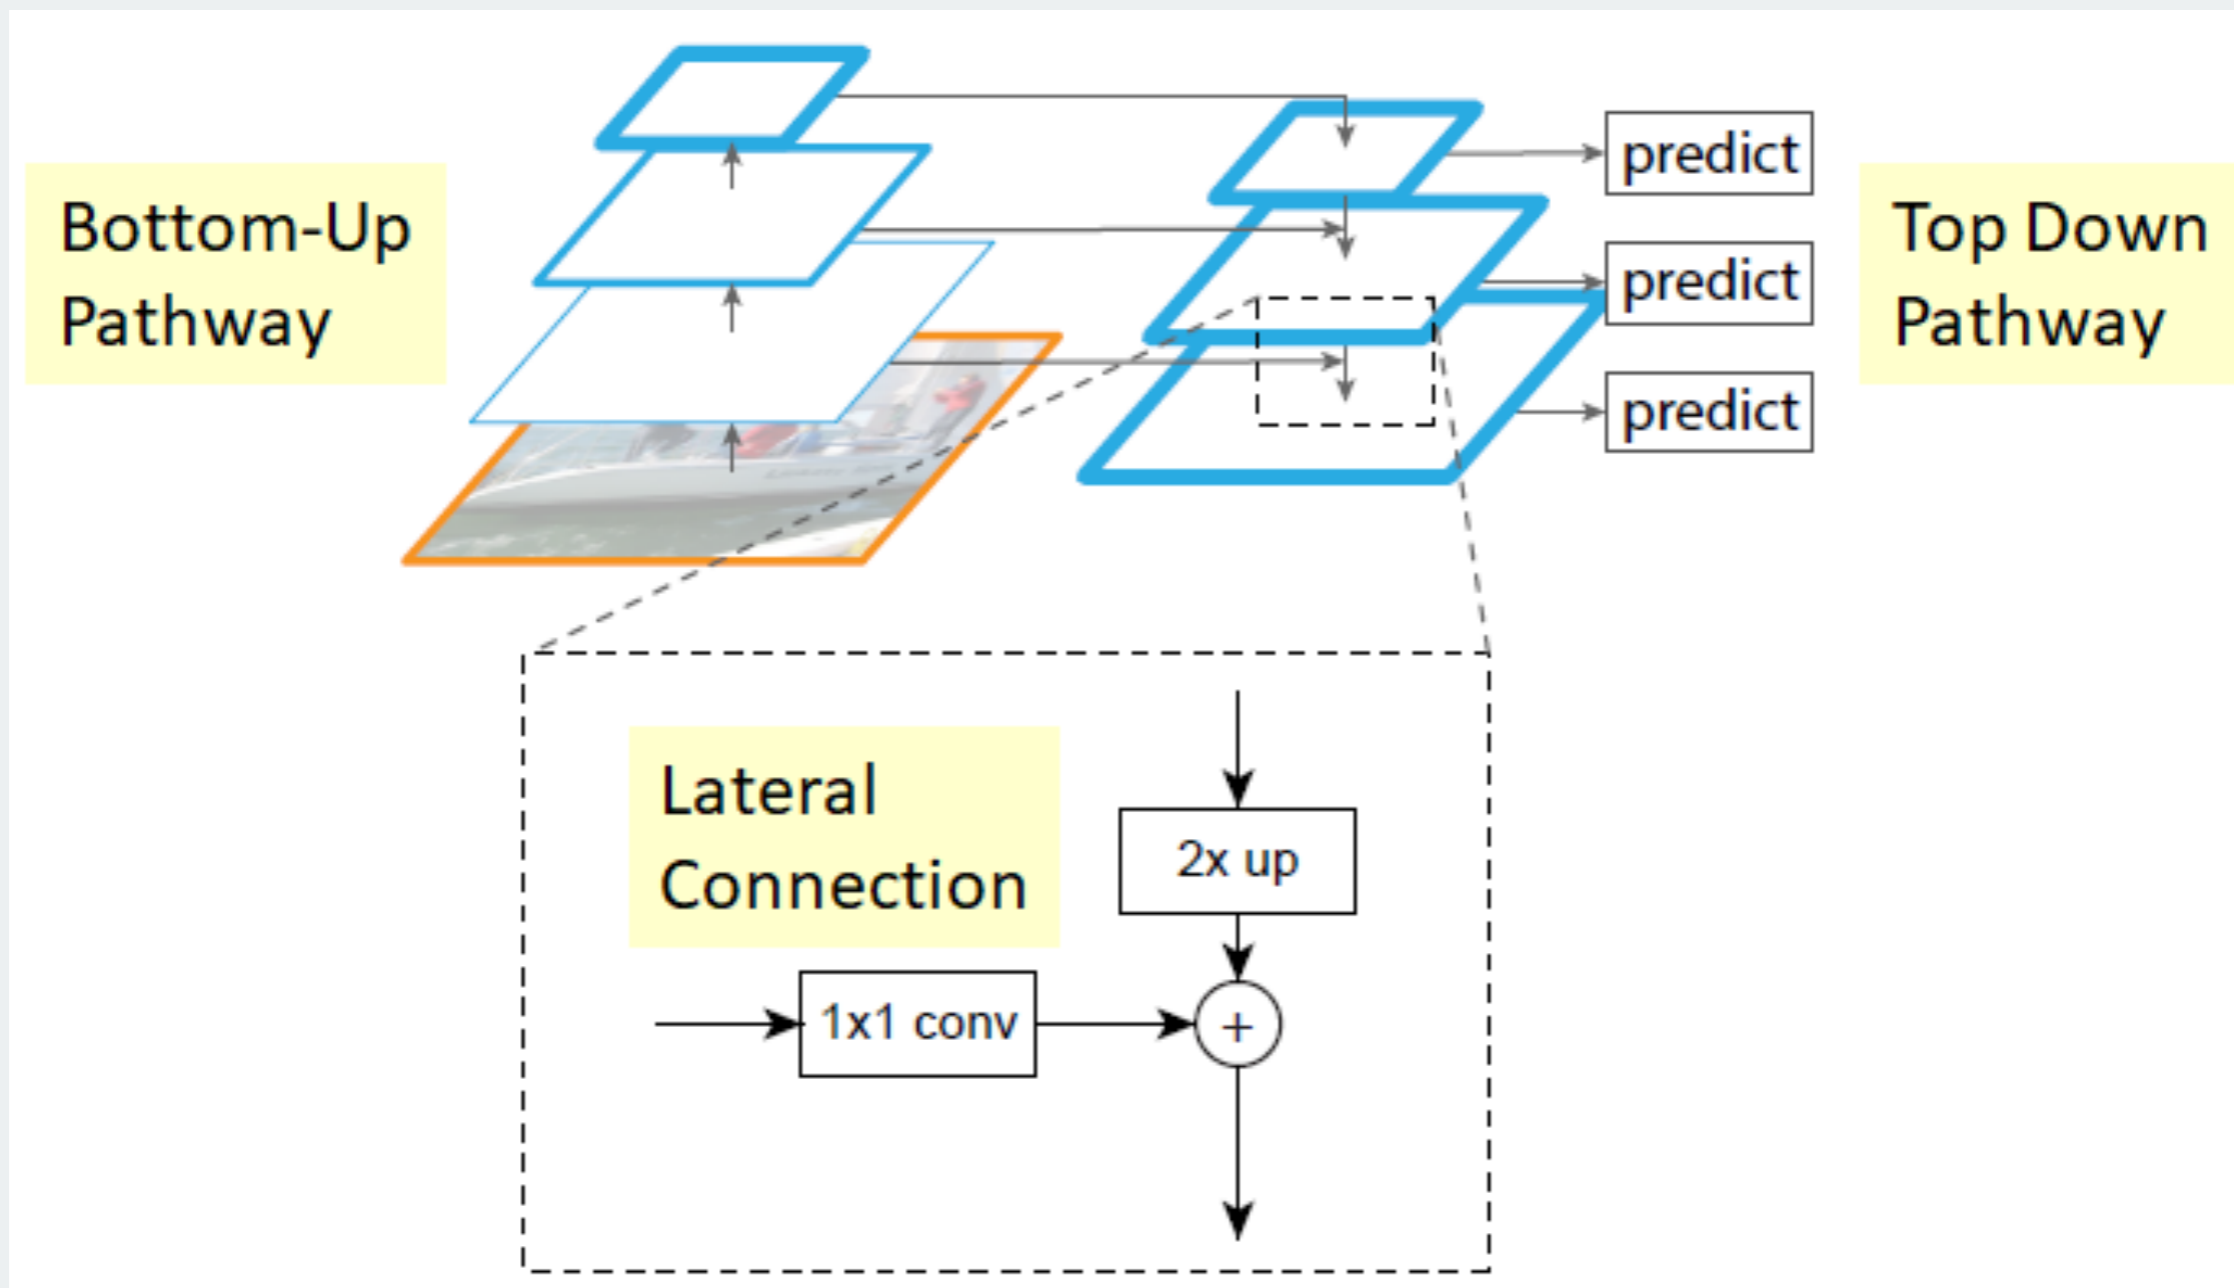 Bottom-Up
Pathway
predict
predict
predict
Top Down
Pathway
Lateral
Connection
2x up
1x1 conv
+